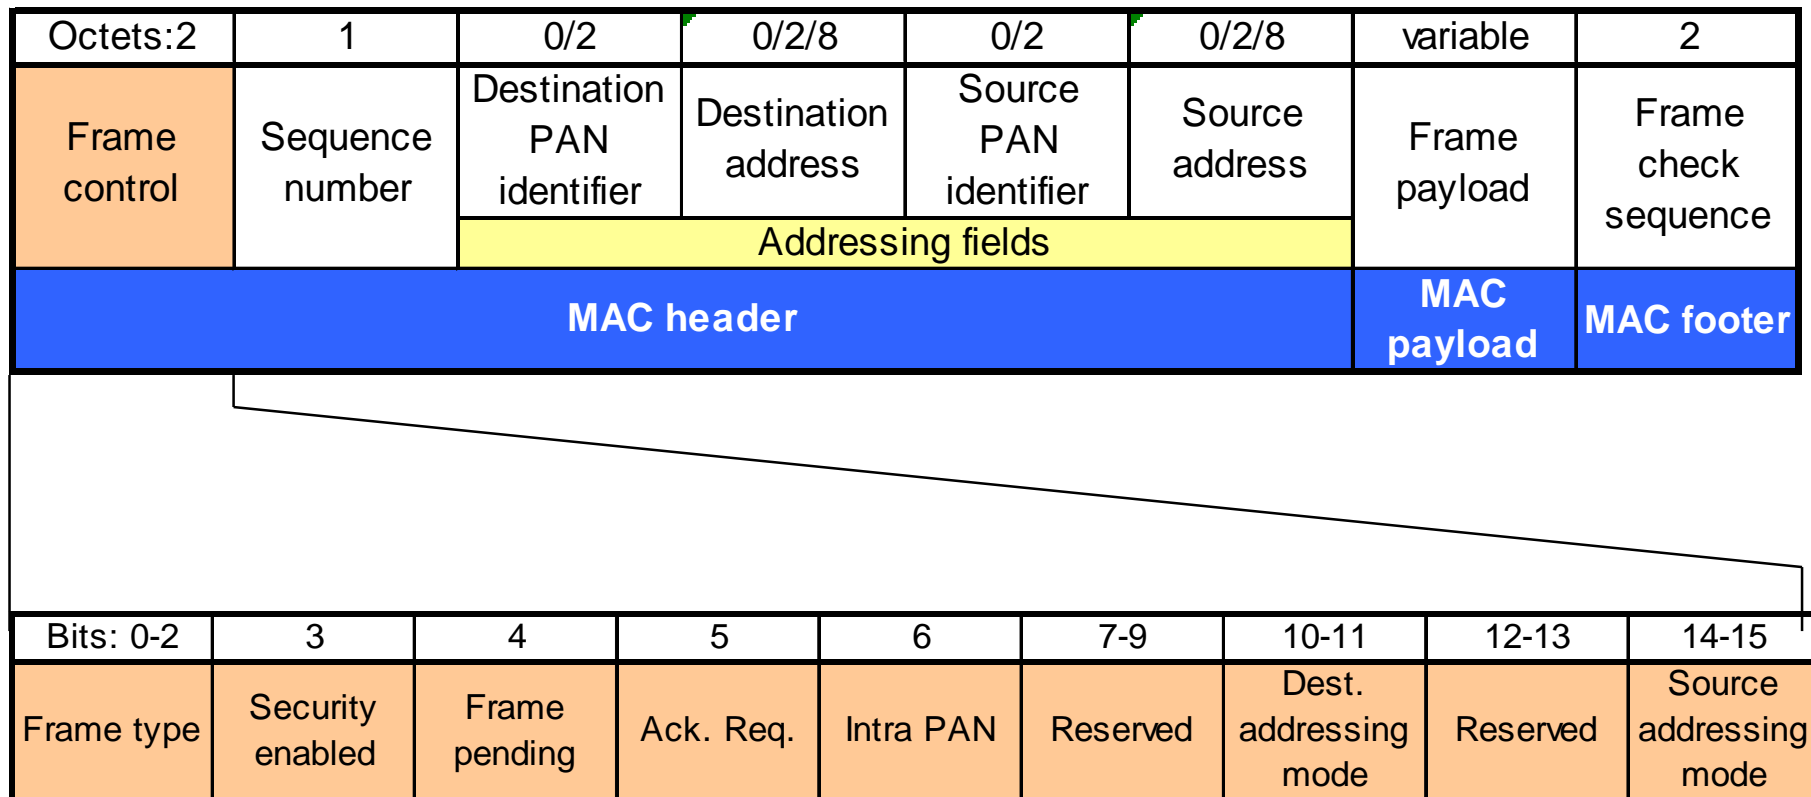 Octets:2 1 0/2 0/2/8 0/2 0/2/8 variable 2
Frame control
Sequence number
Destination PAN identifier
Destination address
Source PAN identifier
Source address
Frame payload
Frame check sequence
Addressing fields
MAC header
MAC payload
MAC footer
Bits: 0-2 3 4 5 6 7-9 10-11 12-13 14-15
Frame type
Security enabled
Frame pending
Ack. Req.
Intra PAN
Reserved
Dest. addressing mode
Reserved
Source addressing mode